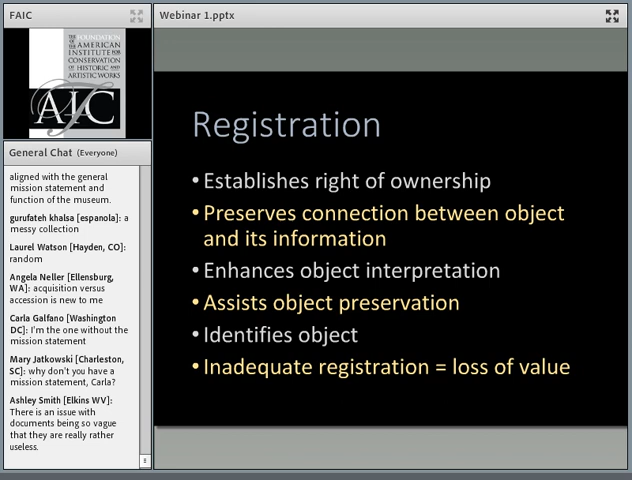 FAIC
THE FOUNDATION
OF THE AMERICAN
INSTITUTE FOR
CONSERVATION
OF HISTORIC AND
ARTISTIC WORKS
AIC
General Chat (Everyone)
aligned with the general
mission statement and
function of the museum.
gurufateh khalsa [espanola]: a
messy collection
Laurel Watson [Hayden, CO]:
random
Angela Neller [Ellensburg,
WA]: acquisition versus
accession is new to me
Carla Galfano [Washington
DC]: I'm the one without the
mission statement
Mary Jatkowski [Charleston,
SC]: why don't you have a
mission statement, Carla?
Ashley Smith [Elkins WV]:
There is an issue with
documents being so vague
that they are really rather
useless.
Webinar 1.pptx
Registration
• Establishes right of ownership
• Preserves connection between object
and its information
• Enhances object interpretation
• Assists object preservation
• Identifies object
• Inadequate registration = loss of value